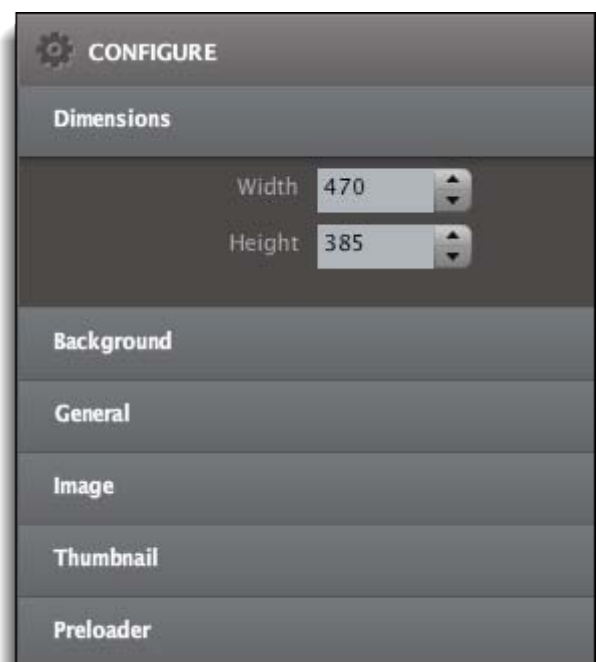 CONFIGURE
Dimensions
Width 470
Height 385
Background
General
Image
Thumbnail
Preloader